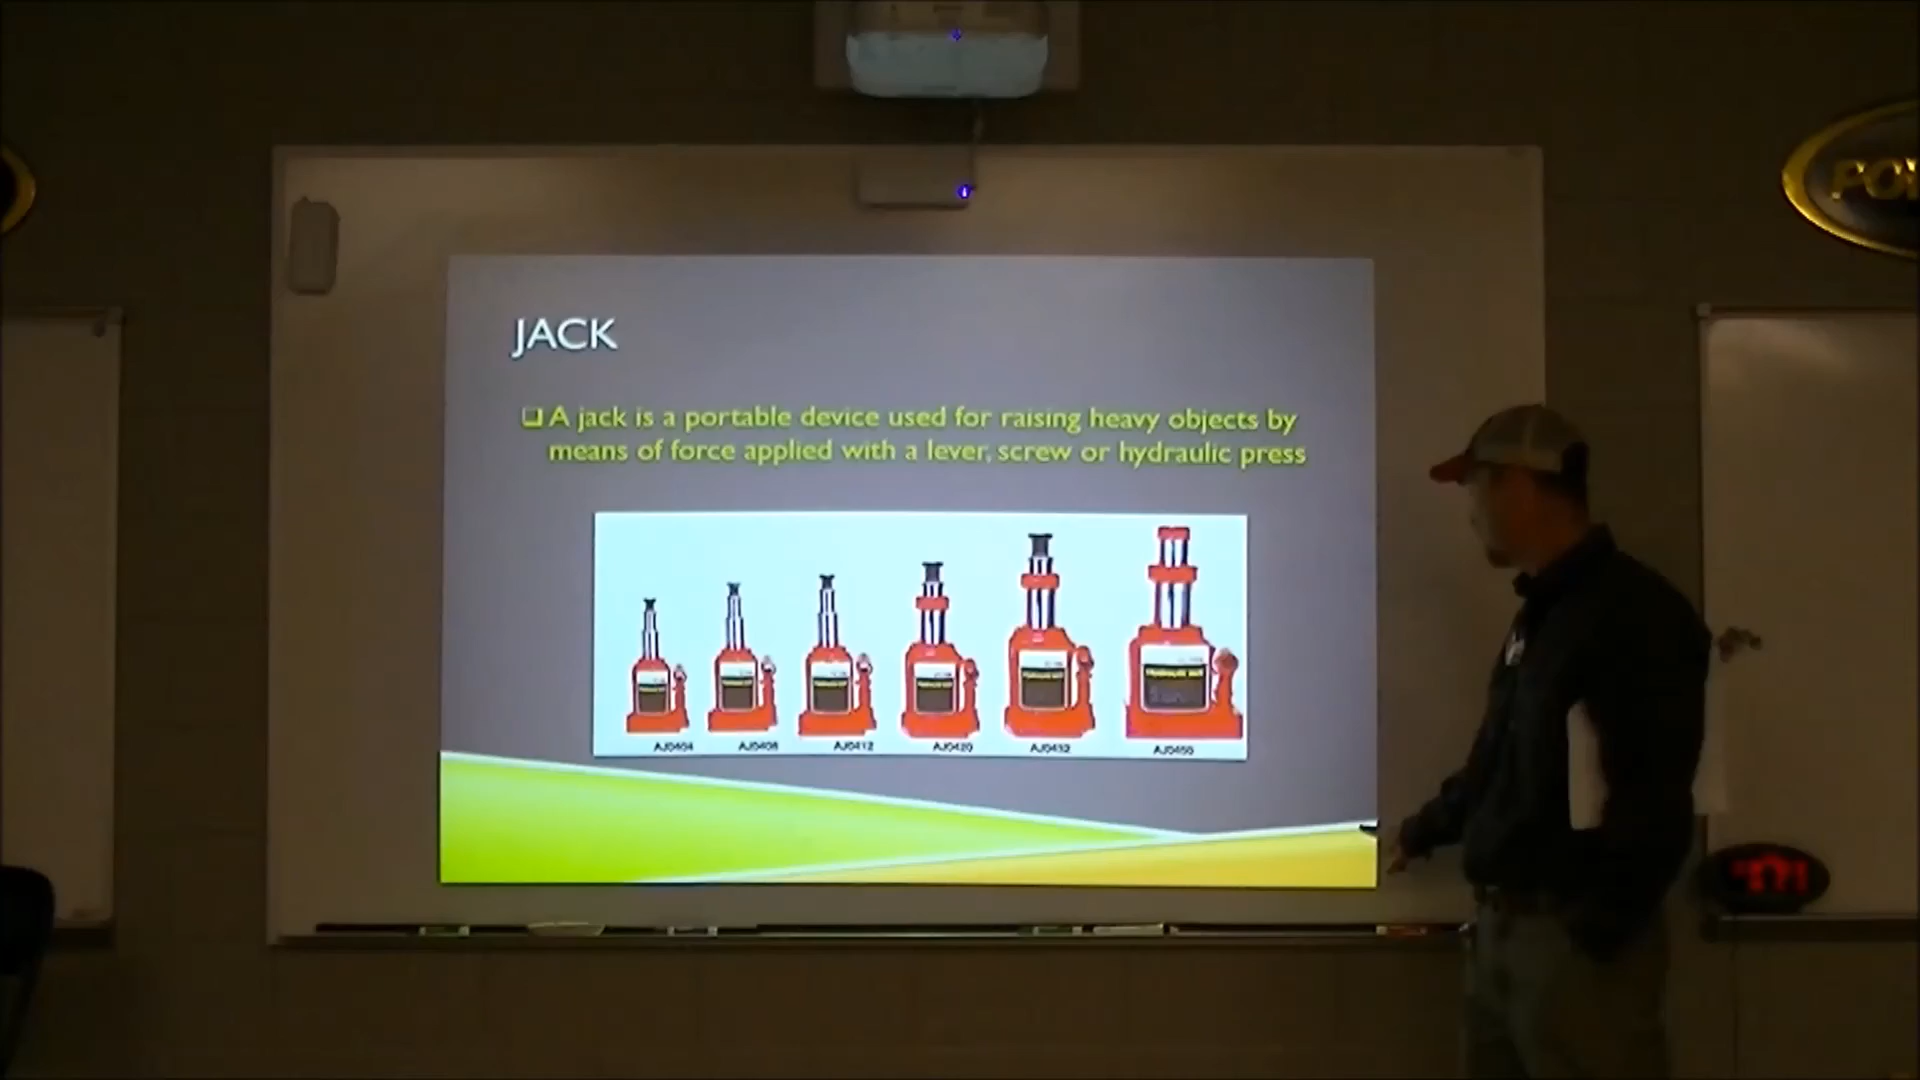 JACK
❑ A jack is a portable device used for raising heavy objects by
means of force applied with a lever, screw or hydraulic press
AJ0404 AJ0408 AJ0412 AJ0420 AJ0432 AJ0455